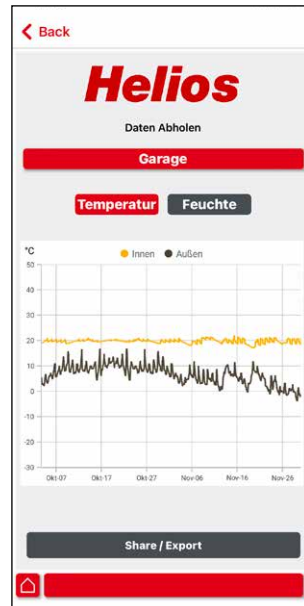 Back
Helios
Daten Abholen
Garage
Temperatur Feuchte
°C Innen Außen
50
40
30
20
10
0
-10
-20
-30
Okt-07 Okt-17 Okt-27 Nov-06 Nov-16 Nov-26
Share / Export